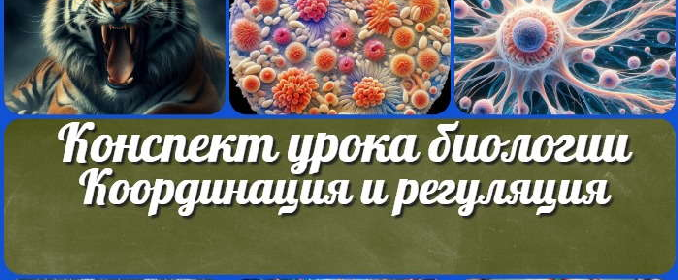 Конспект урока биологии
Координация и регуляция